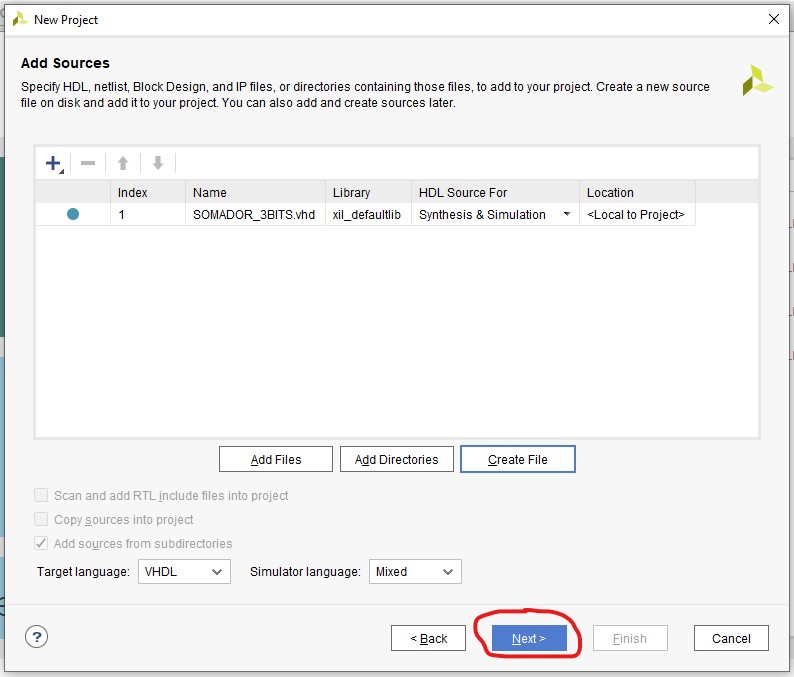 New Project
Add Sources
Specify HDL, netlist, Block Design, and IP files, or directories containing those files, to add to your project. Create a new source
file on disk and add it to your project. You can also add and create sources later.
Index Name Library HDL Source For Location
1 SOMADOR_3BITS.vhd xil_defaultlib Synthesis & Simulation <Local to Project>
Add Files Add Directories Create File
Scan and add RTL include files into project
Copy sources into project
Add sources from subdirectories
Target language: VHDL Simulator language: Mixed
? < Back Next > Finish Cancel